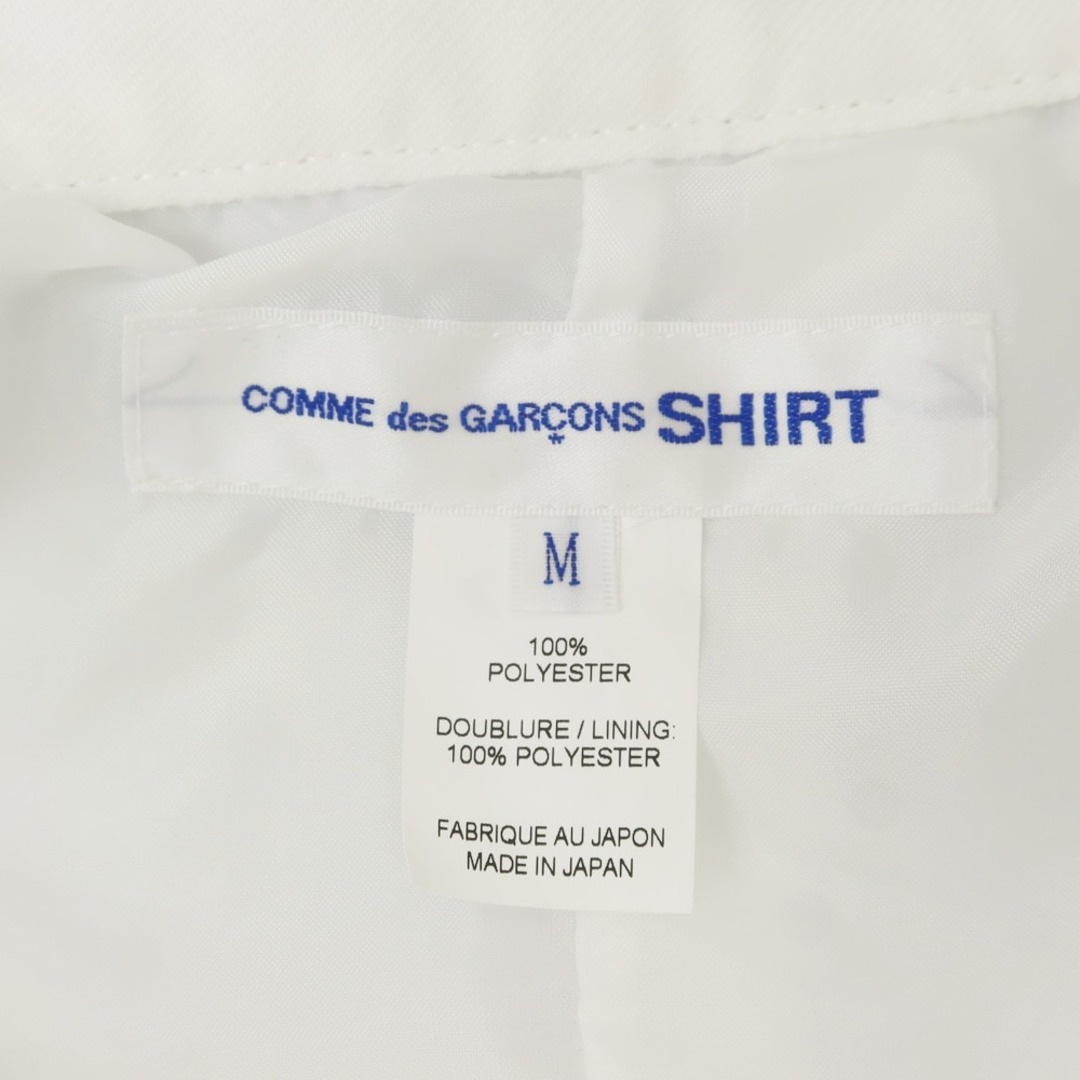 COMME des GARÇONS SHIRT
M
100%
POLYESTER
DOUBLURE / LINING:
100% POLYESTER
FABRIQUE AU JAPON
MADE IN JAPAN